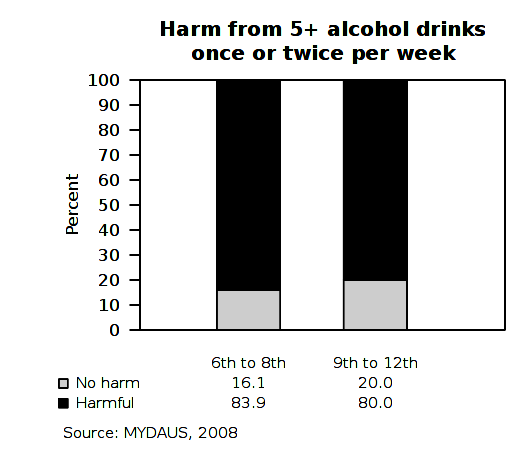 Harm from 5+ alcohol drinks
once or twice per week
100
90
80
70
60
50
40
30
20
10
0
Percent
6th to 8th 9th to 12th
No harm 16.1 20.0
Harmful 83.9 80.0
Source: MYDAUS, 2008